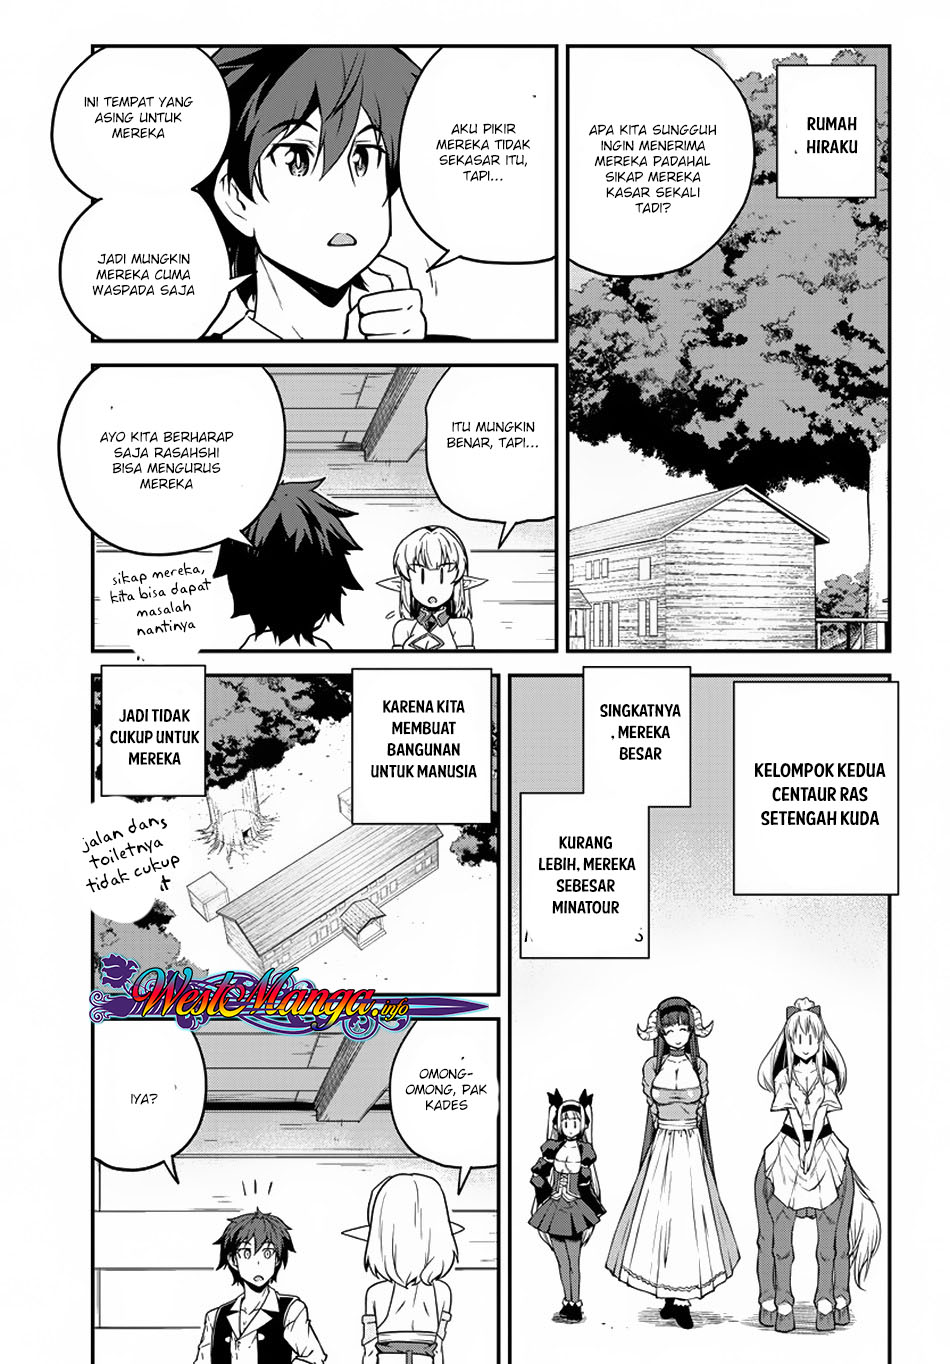 RUMAH
HIRAKU
APA KITA SUNGGUH
INGIN MENERIMA
MEREKA PADAHAL
SIKAP MEREKA
KASAR SEKALI
TADI?
AKU PIKIR
MEREKA TIDAK
SEKASAR ITU,
TAPI...
INI TEMPAT YANG
ASING UNTUK
MEREKA
JADI MUNGKIN
MEREKA CUMA
WASPADA SAJA
ITU MUNGKIN
BENAR, TAPI...
AYO KITA BERHARAP
SAJA RASAHSHI
BISA MENGURUS
MEREKA
sikap mereka,
kita bisa dapat
masalah
nantinya
KELOMPOK KEDUA
CENTAUR RAS
SETENGAH KUDA
SINGKATNYA
, MEREKA
BESAR
KURANG
LEBIH, MEREKA
SEBESAR
MINATOUR
KARENA KITA
MEMBUAT
BANGUNAN
UNTUK MANUSIA
JADI TIDAK
CUKUP UNTUK
MEREKA
jalan dans
toiletnya
tidak cukup
WestManga.info
OMONG-
OMONG, PAK
KADES
IYA?